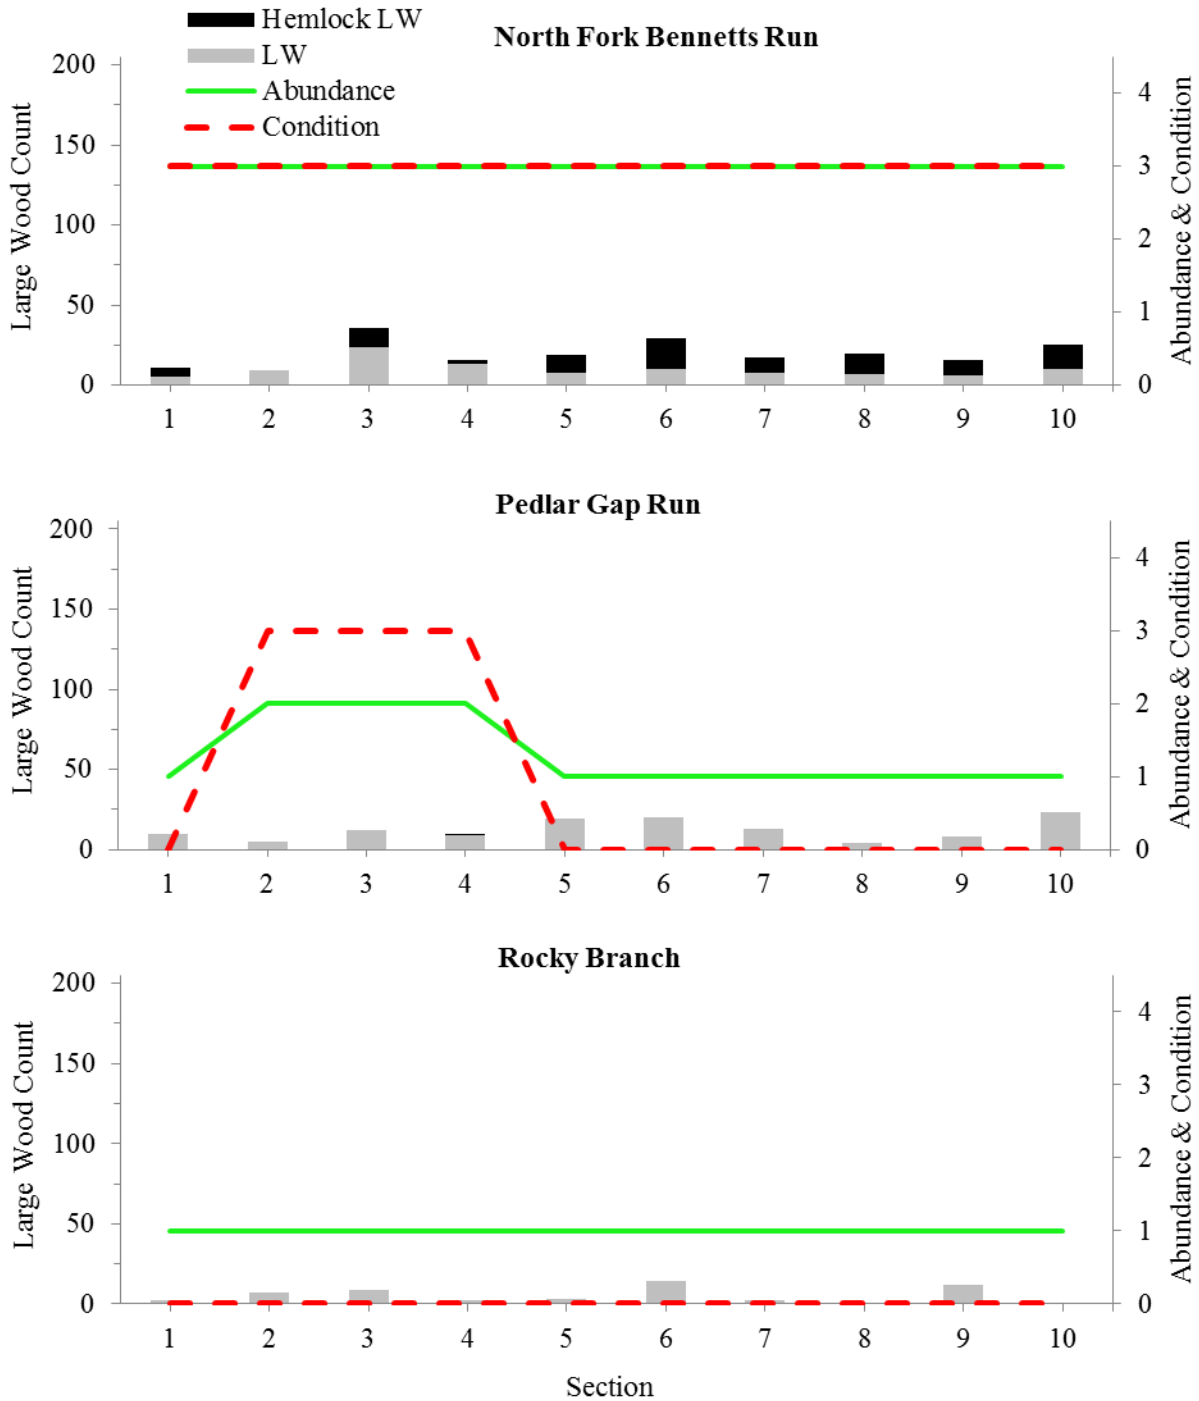 Hemlock LW
LW
Abundance
Condition
North Fork Bennetts Run
Large Wood Count
200
150
100
50
0
4
3
2
1
0
Abundance & Condition
1 2 3 4 5 6 7 8 9 10
Pedlar Gap Run
Large Wood Count
200
150
100
50
0
4
3
2
1
0
Abundance & Condition
1 2 3 4 5 6 7 8 9 10
Rocky Branch
Large Wood Count
200
150
100
50
0
4
3
2
1
0
Abundance & Condition
1 2 3 4 5 6 7 8 9 10
Section